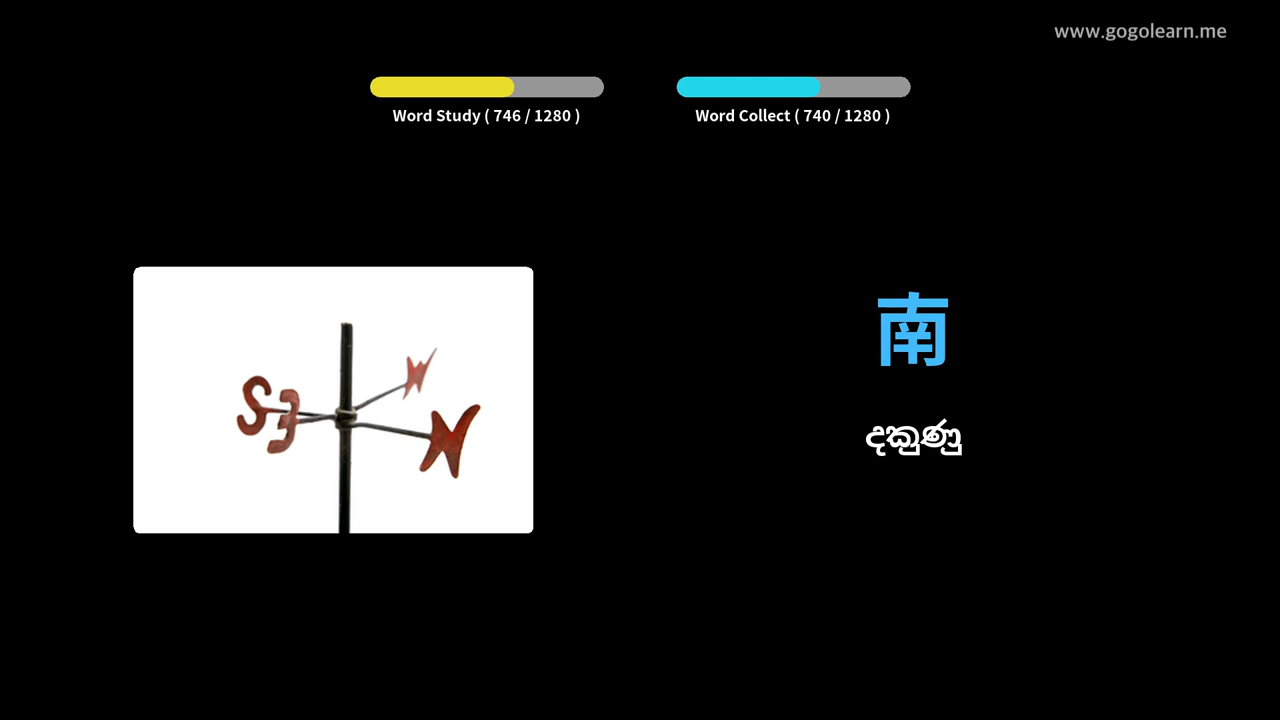 www.gogolearn.me
Word Study ( 746 / 1280 )
Word Collect ( 740 / 1280 )
南
දකුණු
S E N